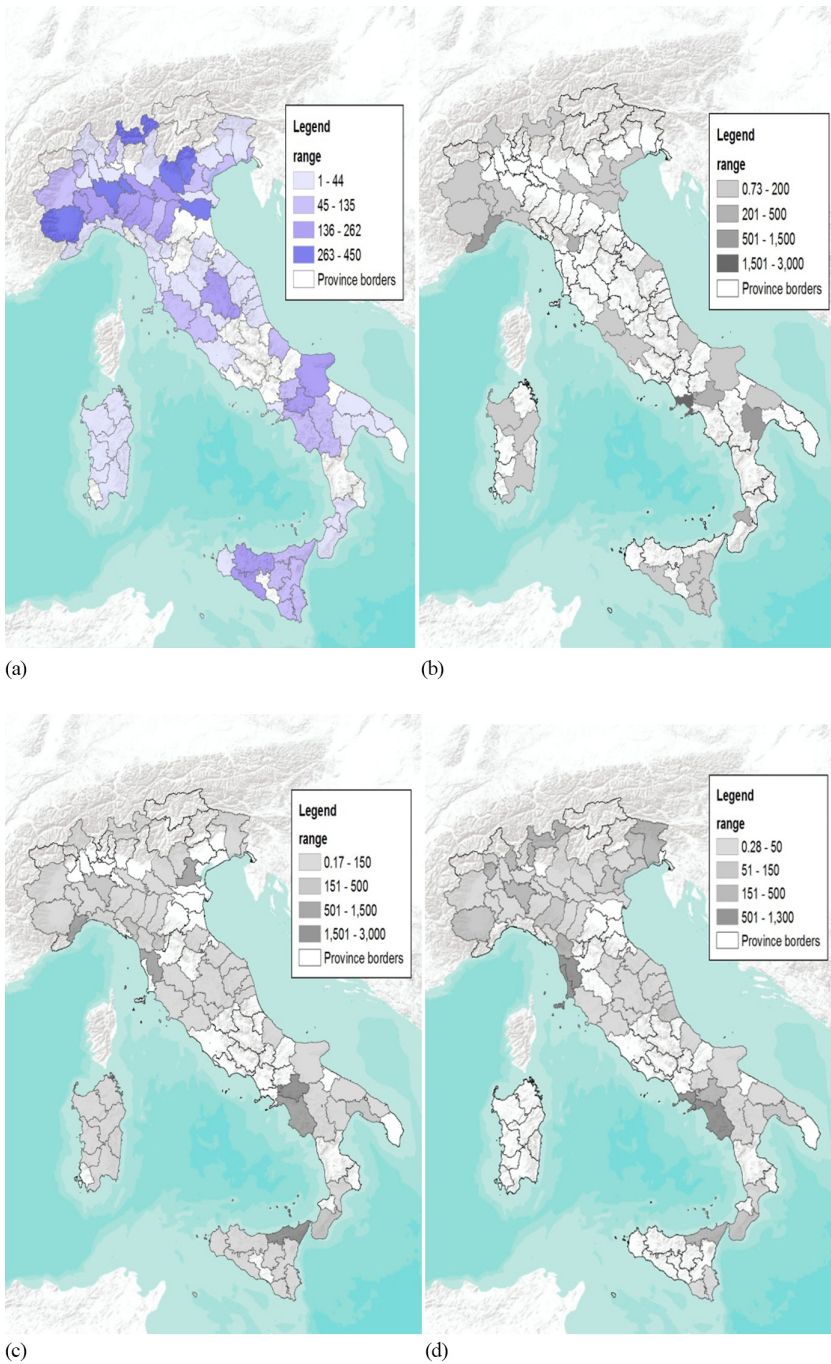 Legend
range
1 - 44
45 - 135
136 - 262
263 - 450
Province borders
(a)
Legend
range
0.73 - 200
201 - 500
501 - 1,500
1,501 - 3,000
Province borders
(b)
Legend
range
0.17 - 150
151 - 500
501 - 1,500
1,501 - 3,000
Province borders
(c)
Legend
range
0.28 - 50
51 - 150
151 - 500
501 - 1,300
Province borders
(d)